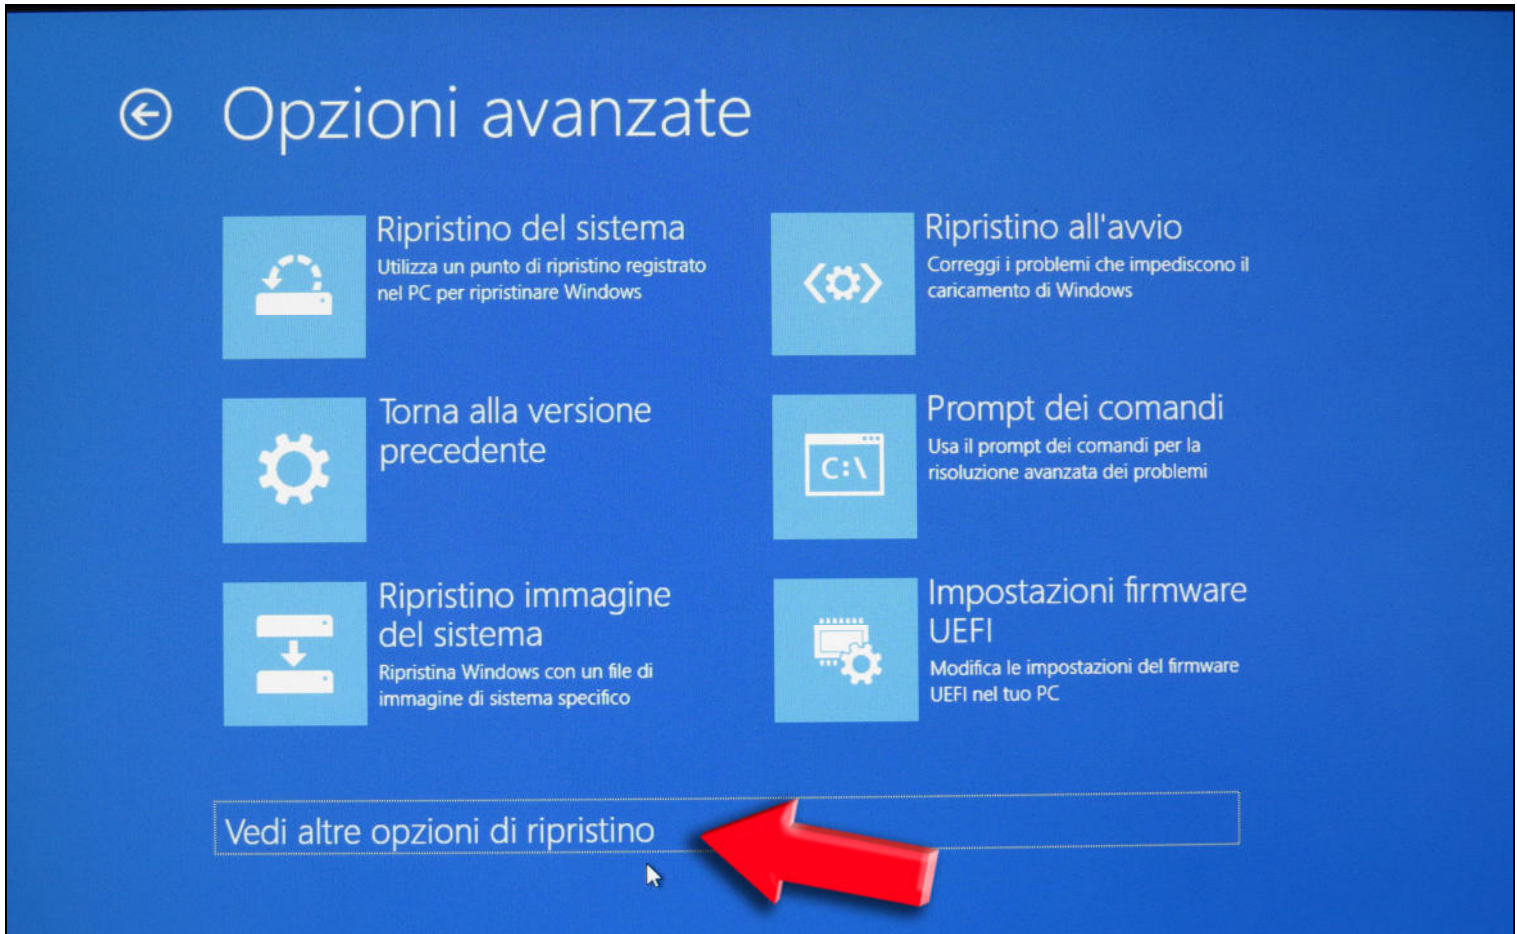 Opzioni avanzate
Ripristino del sistema
Utilizza un punto di ripristino registrato
nel PC per ripristinare Windows
Ripristino all'avvio
Correggi i problemi che impediscono il
caricamento di Windows
Torna alla versione
precedente
Prompt dei comandi
Usa il prompt dei comandi per la
risoluzione avanzata dei problemi
C:\
Ripristino immagine
del sistema
Ripristina Windows con un file di
immagine di sistema specifico
Impostazioni firmware
UEFI
Modifica le impostazioni del firmware
UEFI nel tuo PC
Vedi altre opzioni di ripristino